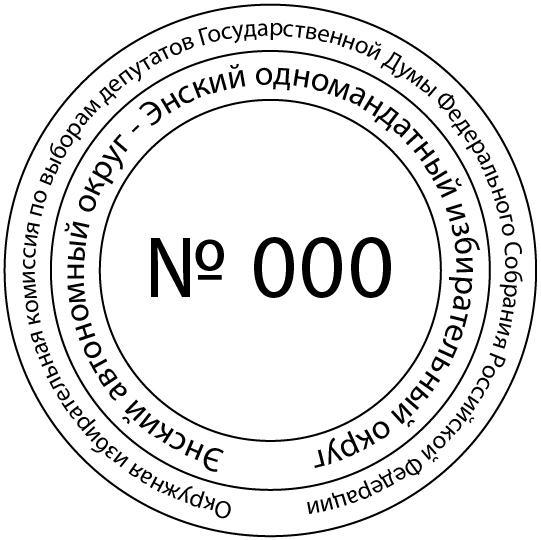 Окружная избирательная комиссия по выборам депутатов Государственной Думы Федерального Собрания Российской Федерации
Энский автономный округ - Энский одномандатный избирательный округ
№ 000